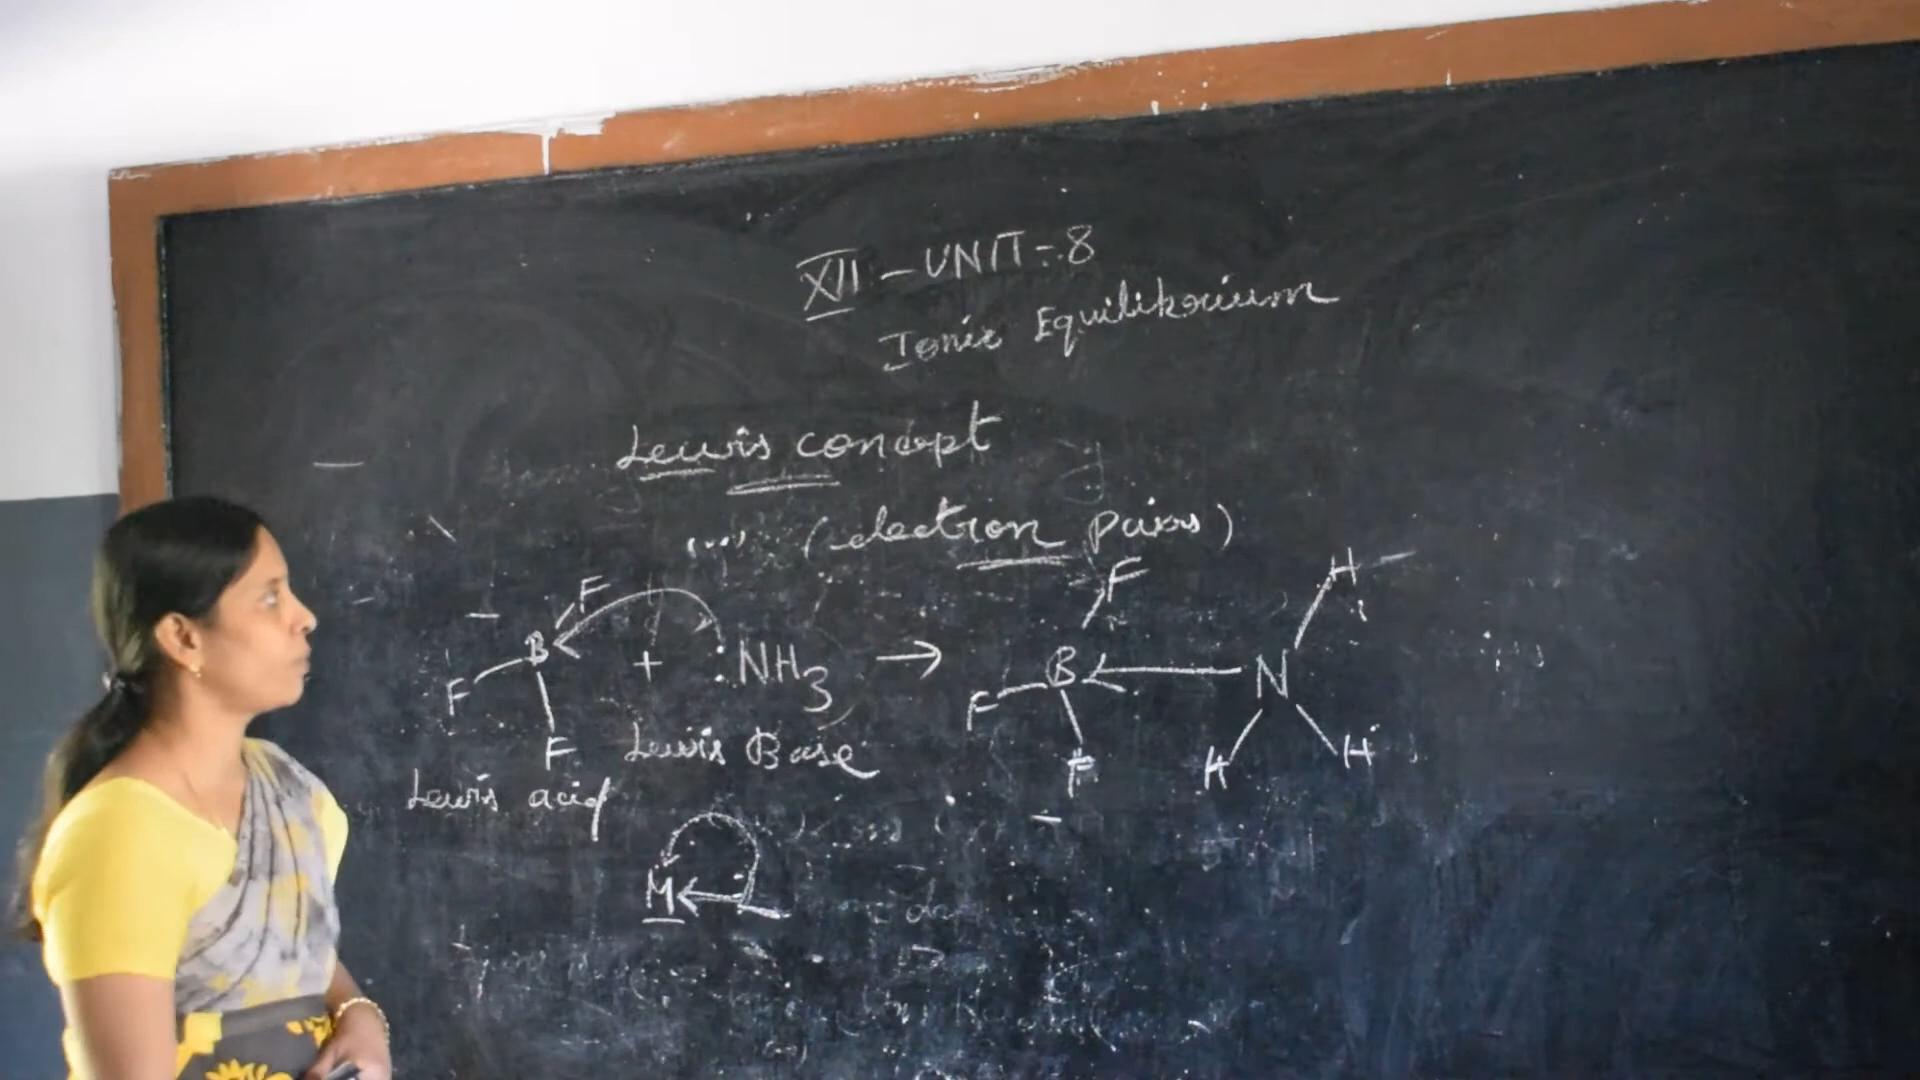 XII - UNIT - 8
Ionic Equilibrium
Lewis concept
(electron pairs)
F
B
F
F
+ :NH3 →
F
B
F
F
N
H
H
H
Lewis acid
Lewis Base
M ← L